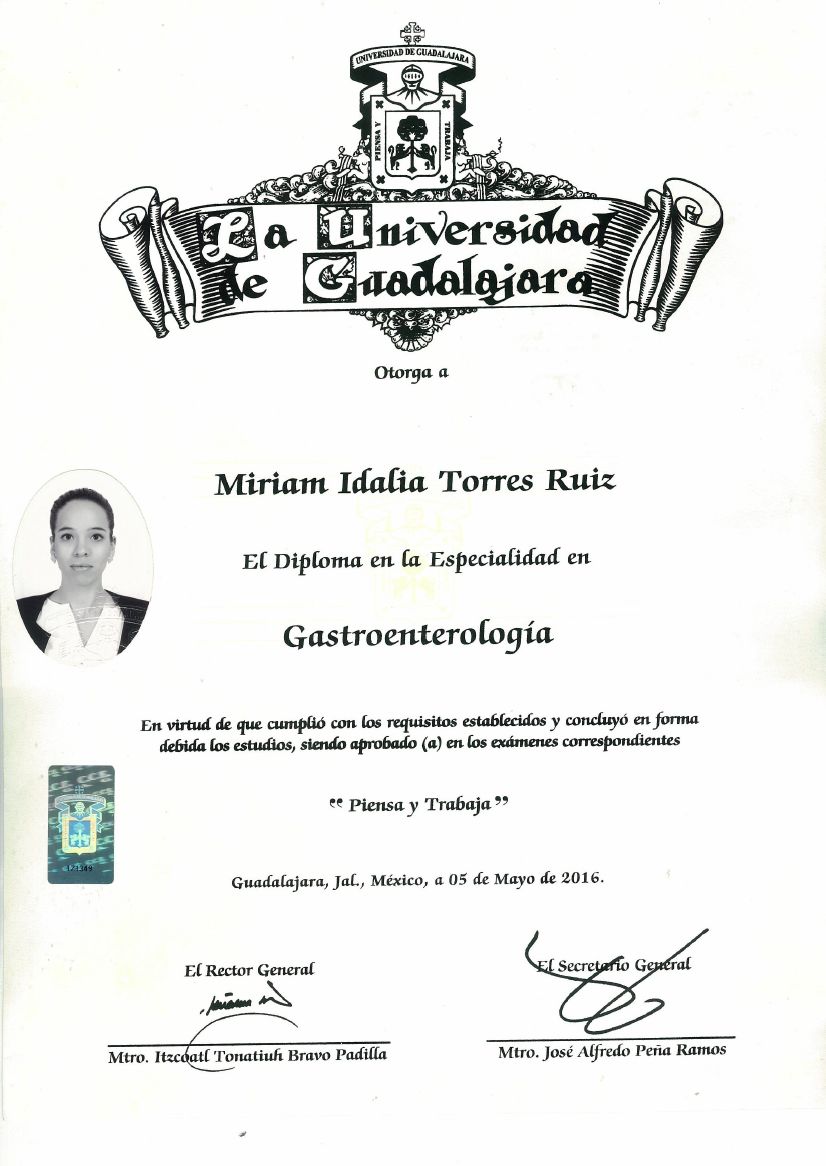 UNIVERSIDAD DE GUADALAJARA
PIENSA Y
TRABAJA
La Universidad
de Guadalajara
Otorga a
Miriam Idalia Torres Ruiz
El Diploma en la Especialidad en
Gastroenterología
En virtud de que cumplió con los requisitos establecidos y concluyó en forma
debida los estudios, siendo aprobado (a) en los exámenes correspondientes
“ Piensa y Trabaja ”
Guadalajara, Jal., México, a 05 de Mayo de 2016.
El Rector General
Mtro. Itzcoatl Tonatiuh Bravo Padilla
El Secretario General
Mtro. José Alfredo Peña Ramos